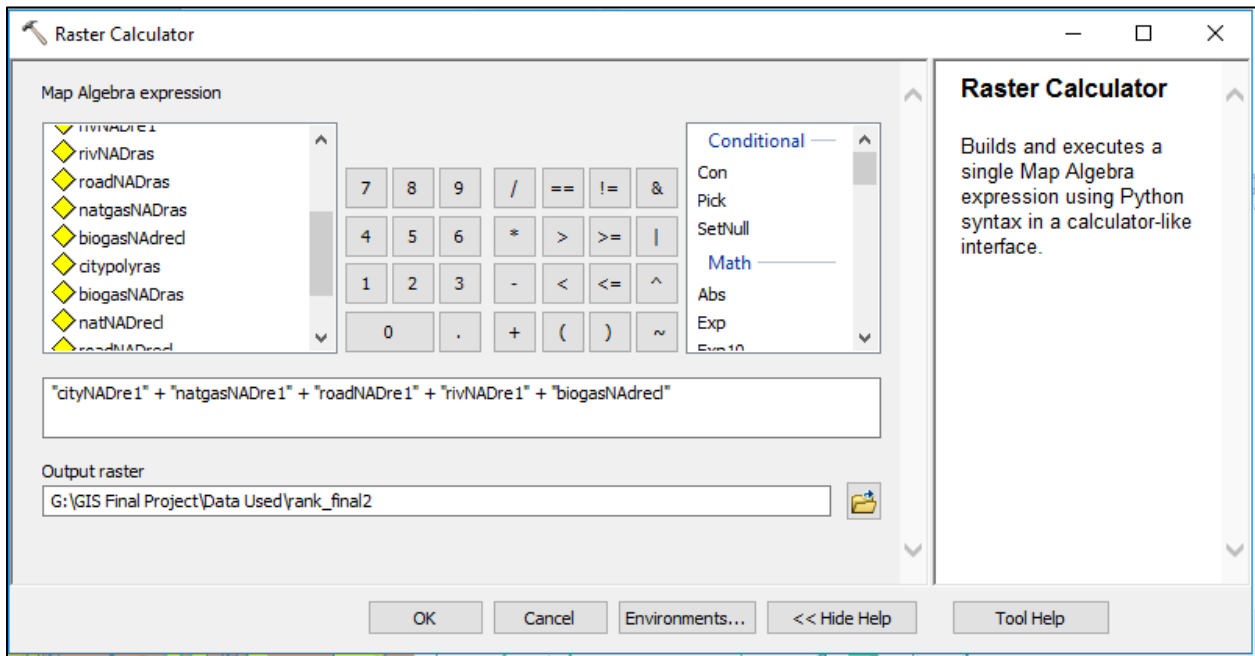 Raster Calculator
Map Algebra expression
rivNADre1
rivNADras
roadNADras
natgasNADras
biogasNAdrecl
citypolyras
biogasNADras
natNADrecl
roadNADrecl
7 8 9 / == != &
4 5 6 * > >= |
1 2 3 - < <= ^
0 . + ( ) ~
Conditional
Con
Pick
SetNull
Math
Abs
Exp
Exp10
"cityNADre1" + "natgasNADre1" + "roadNADre1" + "rivNADre1" + "biogasNAdrecl"
Output raster
G:\GIS Final Project\Data Used\rank_final2
OK Cancel Environments... << Hide Help Tool Help
Raster Calculator
Builds and executes a
single Map Algebra
expression using Python
syntax in a calculator-like
interface.